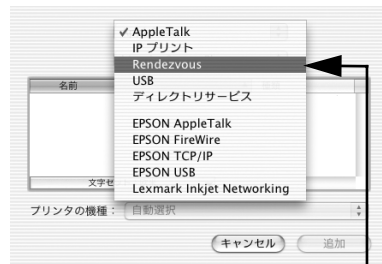 ✓ AppleTalk
IP プリント
Rendezvous
USB
ディレクトリサービス
EPSON AppleTalk
EPSON FireWire
EPSON TCP/IP
EPSON USB
Lexmark Inkjet Networking
名前
文字セ
プリンタの機種： 自動選択
キャンセル 追加